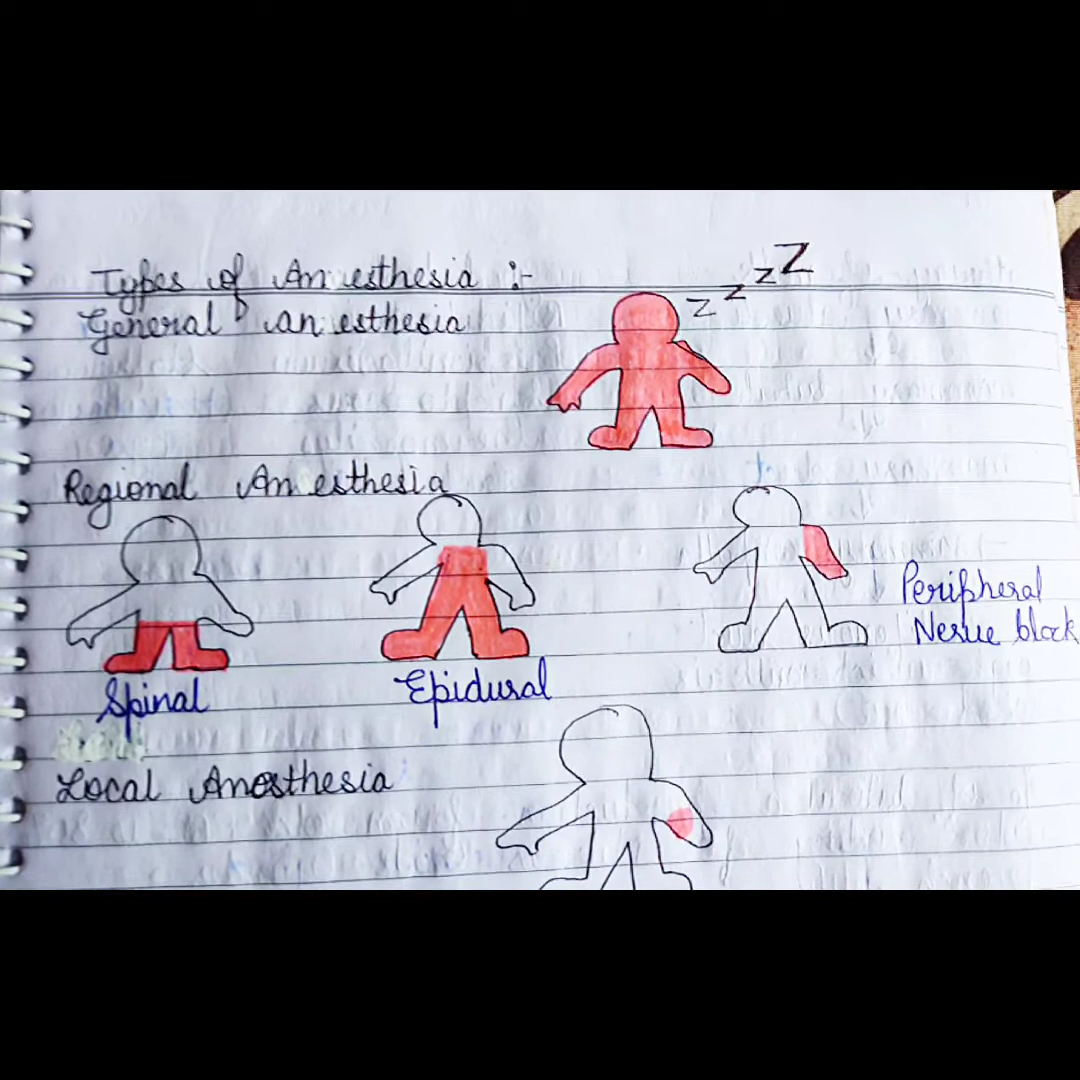 Types of Anesthesia :-
z z z Z
General anesthesia
Regional Anesthesia
Spinal
Epidural
Peripheral
Nerve block
Local Anesthesia